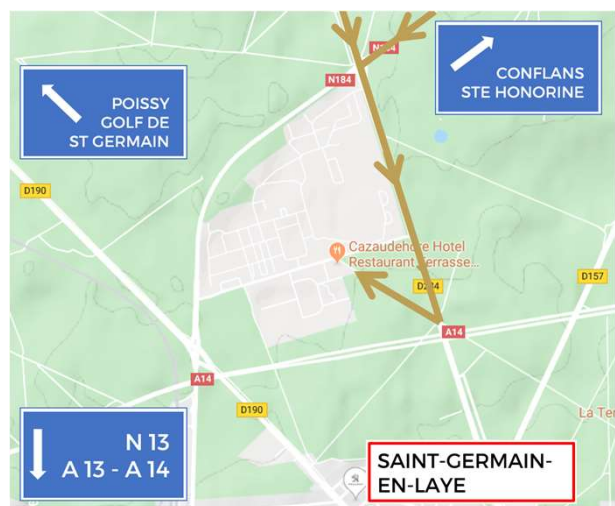 N184
CONFLANS
STE HONORINE
N184
POISSY
GOLF DE
ST GERMAIN
D190
Cazaudehore Hotel
Restaurant Terrasse...
D157
D284
A14
A14
D190
La Ter
N 13
A 13 - A 14
SAINT-GERMAIN-
EN-LAYE